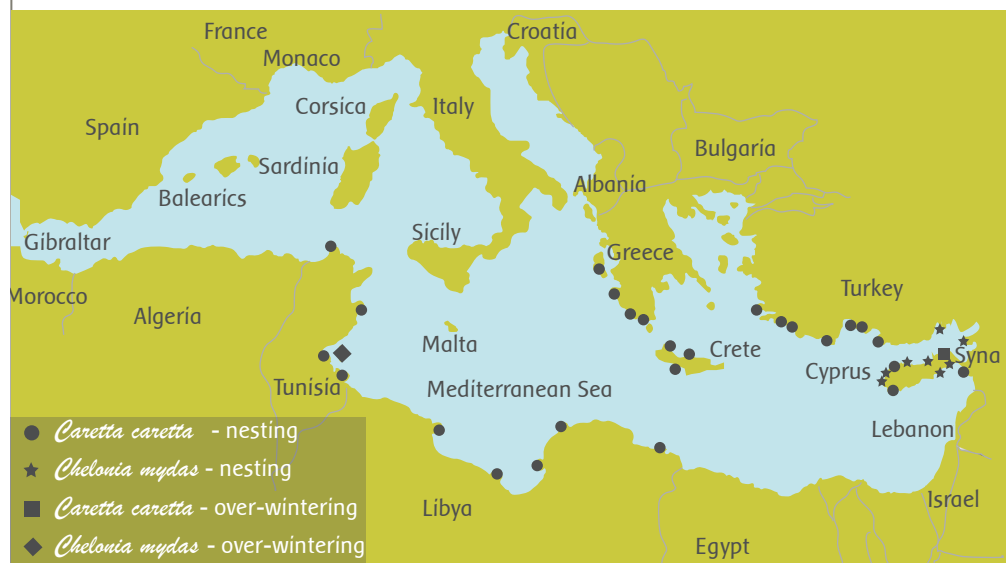 France
Croatia
Monaco
Corsica
Italy
Spain
Bulgaria
Sardinia
Albania
Balearics
Sicily
Gibraltar
Greece
Turkey
Morocco
Algeria
Malta
Crete
Syna
Cyprus
Tunisia
Mediterranean Sea
Lebanon
Caretta caretta - nesting
Chelonia mydas - nesting
Caretta caretta - over-wintering
Chelonia mydas - over-wintering
Israel
Libya
Egypt